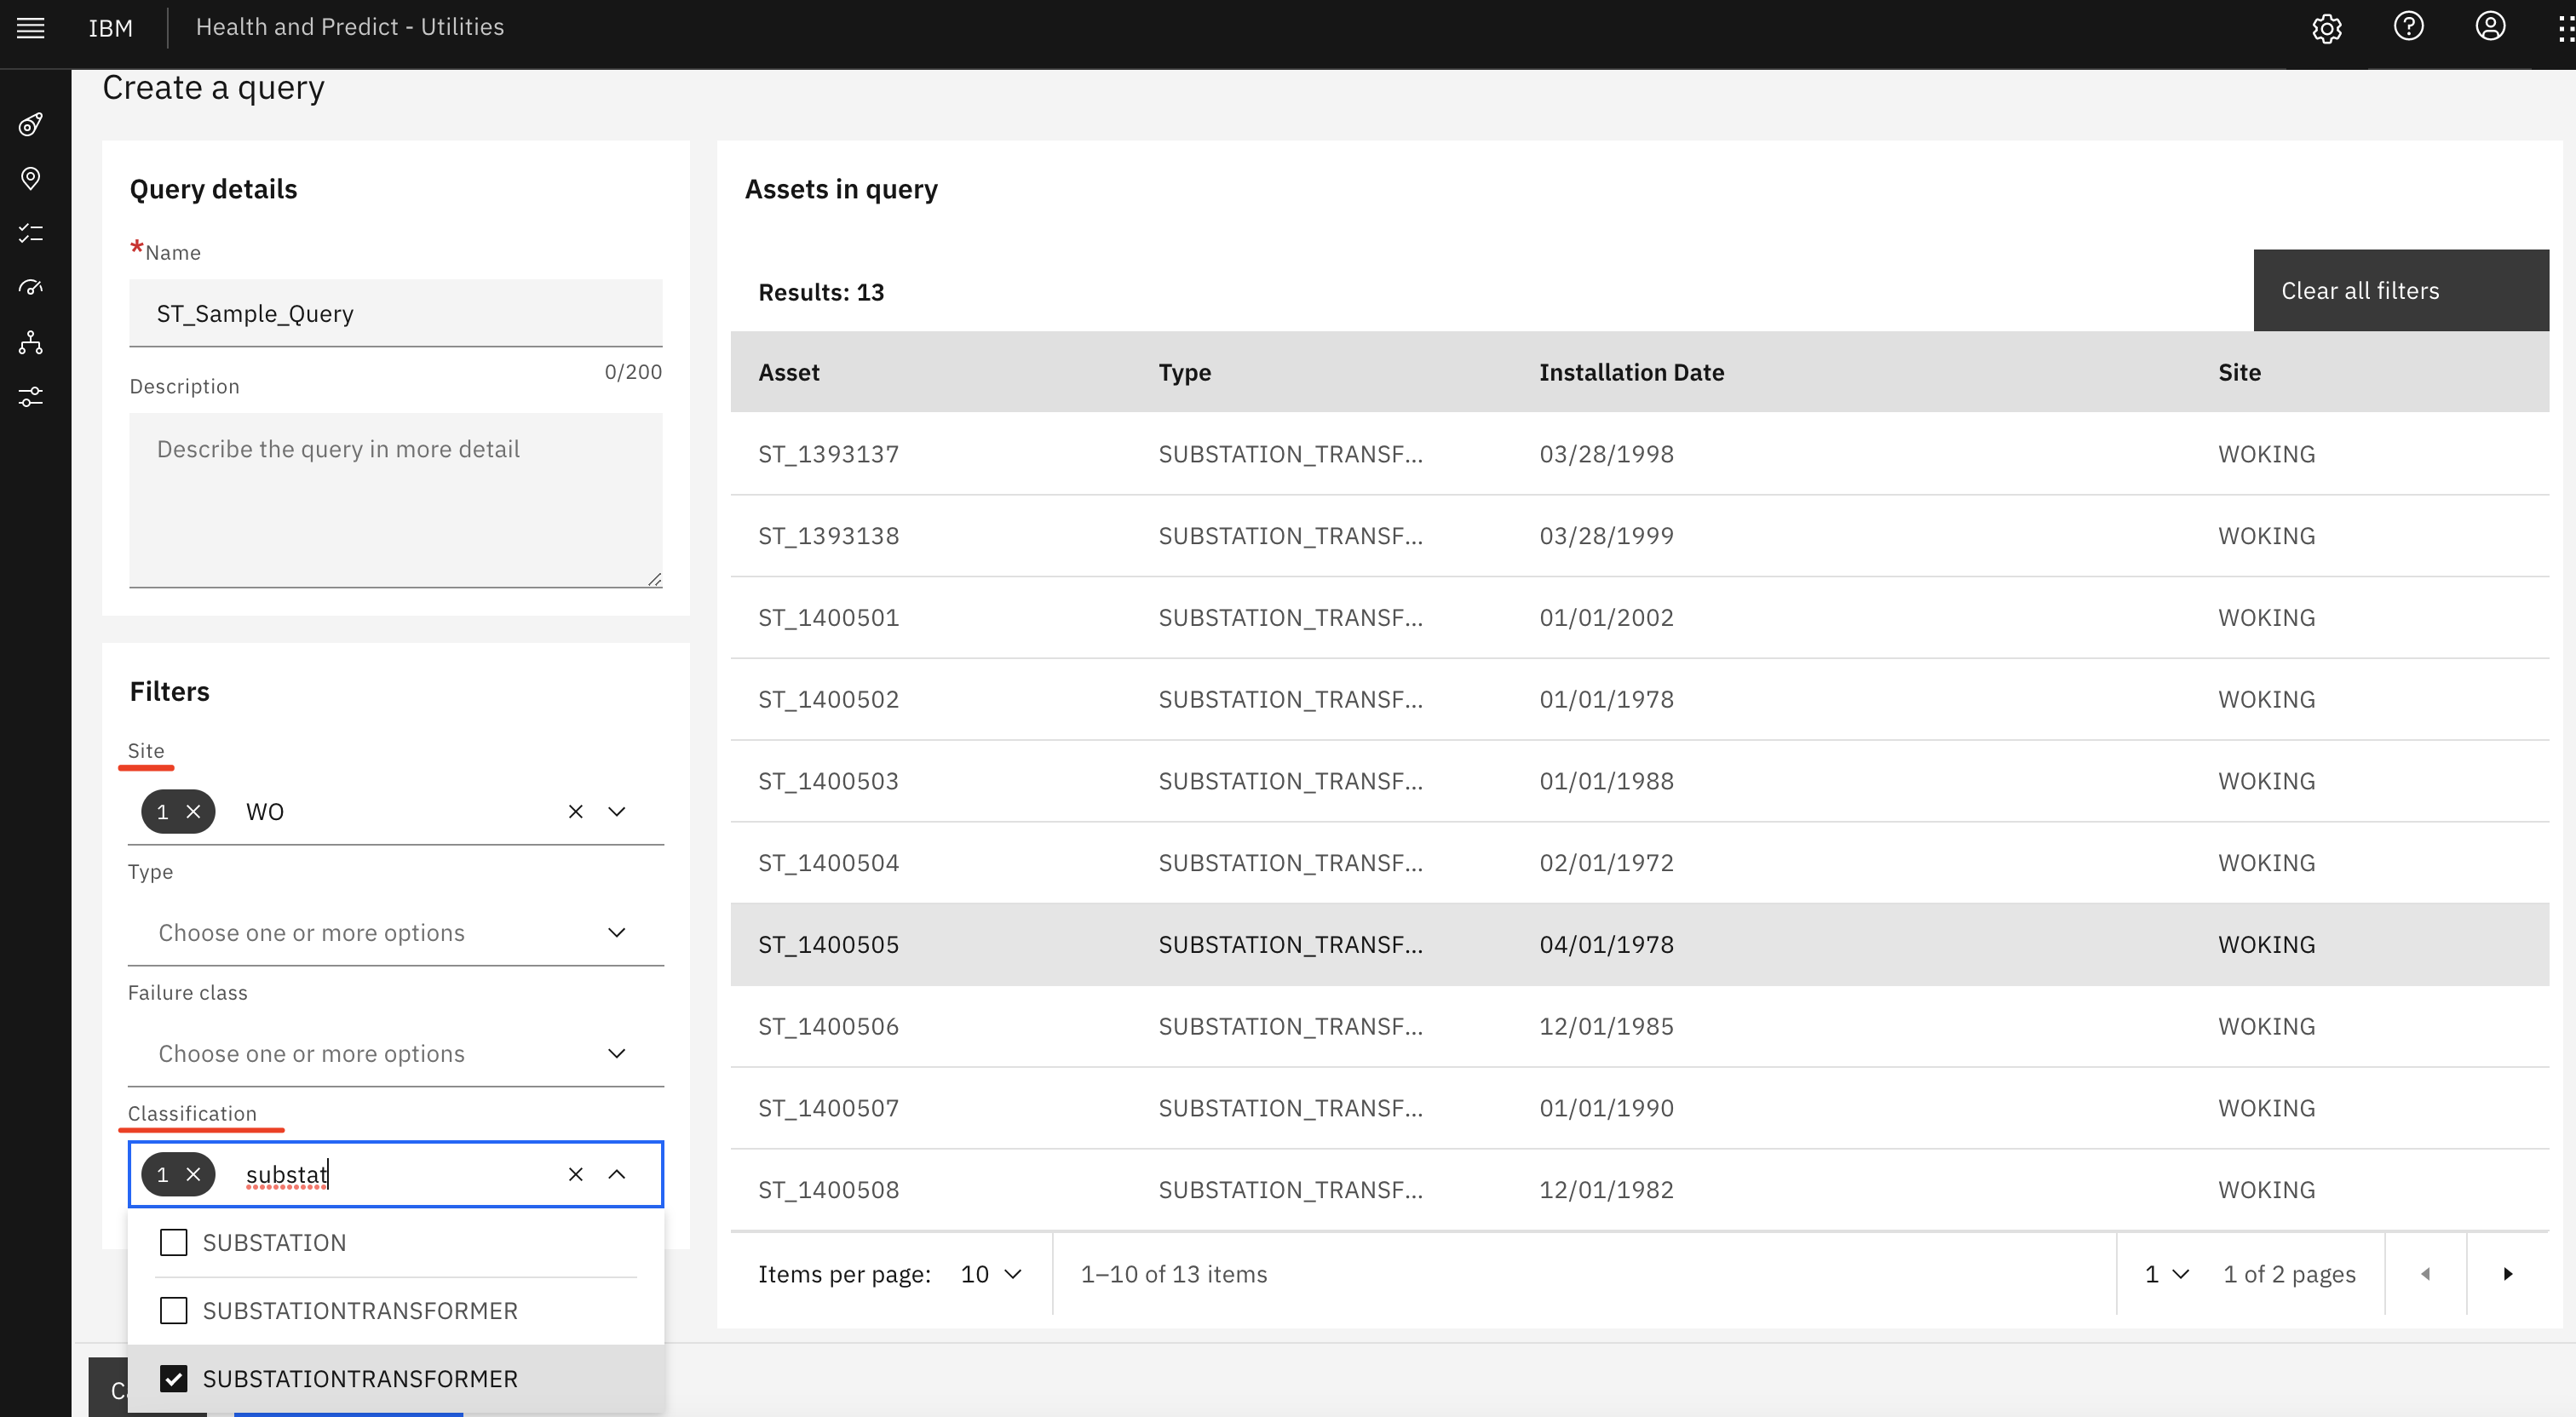 IBM
Health and Predict - Utilities
Create a query
Query details
*Name
ST_Sample_Query
0/200
Description
Describe the query in more detail
Filters
Site
1 WO
Type
Choose one or more options
Failure class
Choose one or more options
Classification
1 substat
SUBSTATION
SUBSTATIONTRANSFORMER
SUBSTATIONTRANSFORMER
Assets in query
Results: 13
Clear all filters
Asset Type Installation Date Site
ST_1393137 SUBSTATION_TRANSF... 03/28/1998 WOKING
ST_1393138 SUBSTATION_TRANSF... 03/28/1999 WOKING
ST_1400501 SUBSTATION_TRANSF... 01/01/2002 WOKING
ST_1400502 SUBSTATION_TRANSF... 01/01/1978 WOKING
ST_1400503 SUBSTATION_TRANSF... 01/01/1988 WOKING
ST_1400504 SUBSTATION_TRANSF... 02/01/1972 WOKING
ST_1400505 SUBSTATION_TRANSF... 04/01/1978 WOKING
ST_1400506 SUBSTATION_TRANSF... 12/01/1985 WOKING
ST_1400507 SUBSTATION_TRANSF... 01/01/1990 WOKING
ST_1400508 SUBSTATION_TRANSF... 12/01/1982 WOKING
Items per page: 10 1–10 of 13 items 1 1 of 2 pages